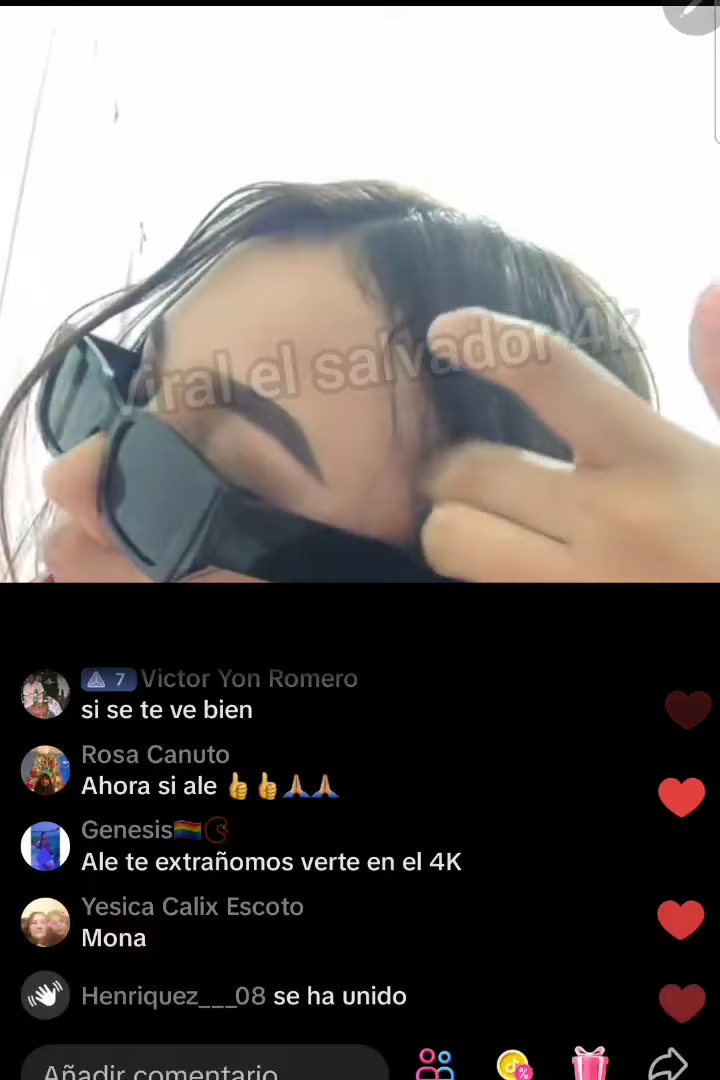 viral el salvador 4k
7 Victor Yon Romero
si se te ve bien
Rosa Canuto
Ahora si ale 👍👍🙏🙏
Genesis🏳️‍🌈
Ale te extrañomos verte en el 4K
Yesica Calix Escoto
Mona
Henriquez___08 se ha unido
Añadir comentario